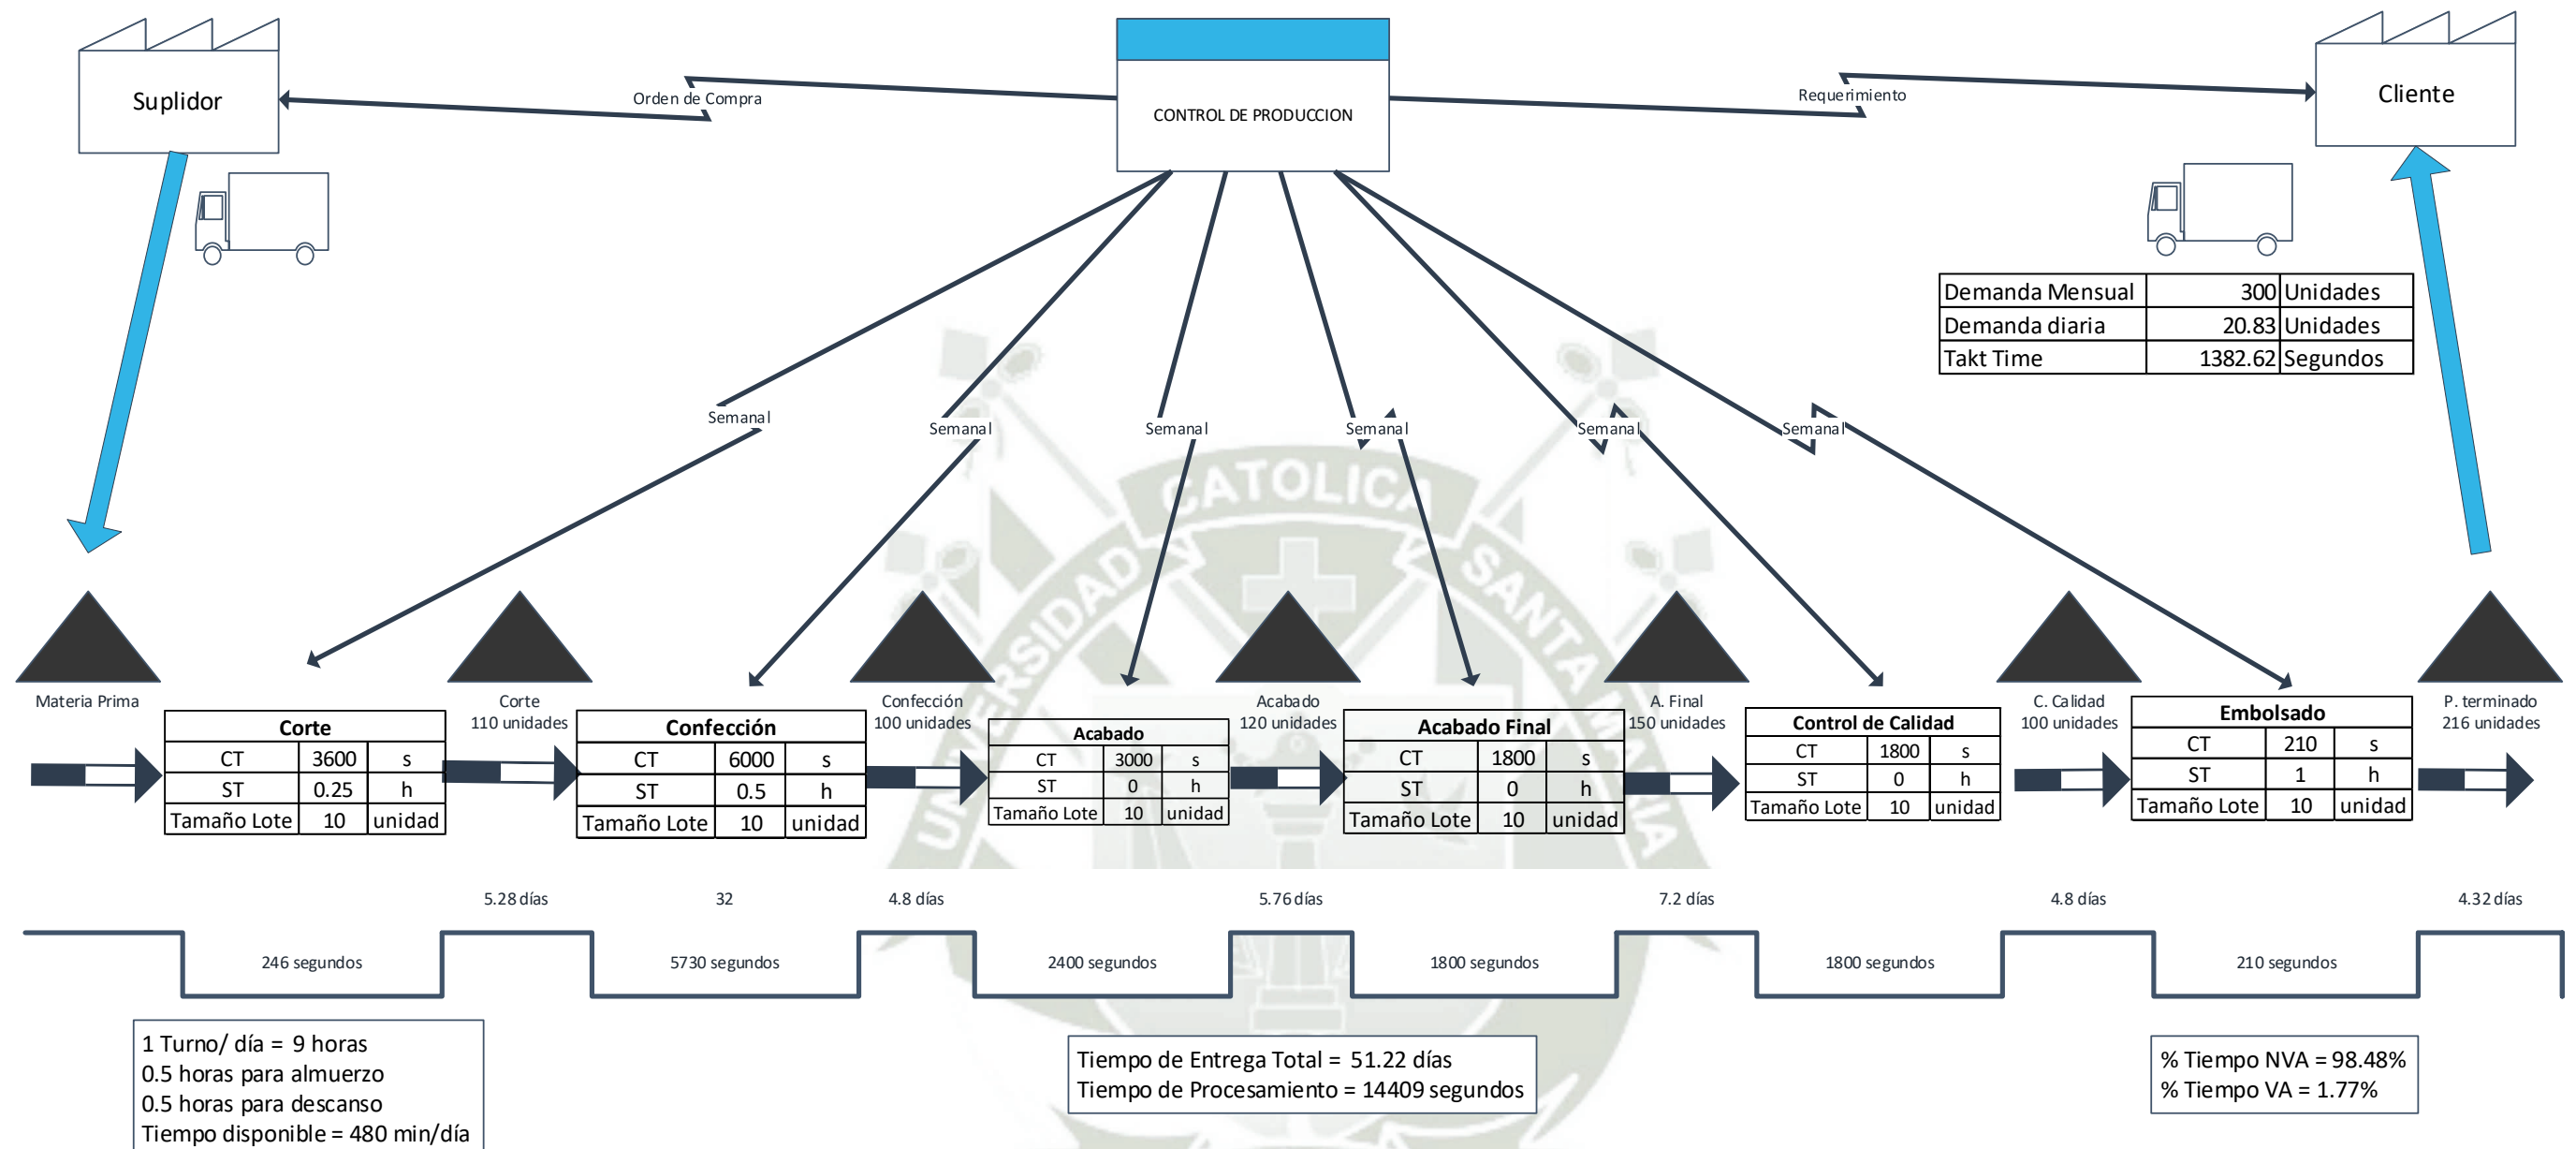 Suplidor
Orden de Compra
CONTROL DE PRODUCCION
Requerimiento
Cliente
Demanda Mensual 300 Unidades
Demanda diaria 20.83 Unidades
Takt Time 1382.62 Segundos
Semanal
Semanal
Semanal
Semanal
Semanal
Semanal
UNIVERSIDAD CATOLICA SANTA MARIA
Materia Prima
Corte
CT 3600 s
ST 0.25 h
Tamaño Lote 10 unidad
Corte
110 unidades
Confección
CT 6000 s
ST 0.5 h
Tamaño Lote 10 unidad
Confección
100 unidades
Acabado
CT 3000 s
ST 0 h
Tamaño Lote 10 unidad
Acabado
120 unidades
Acabado Final
CT 1800 s
ST 0 h
Tamaño Lote 10 unidad
A. Final
150 unidades
Control de Calidad
CT 1800 s
ST 0 h
Tamaño Lote 10 unidad
C. Calidad
100 unidades
Embolsado
CT 210 s
ST 1 h
Tamaño Lote 10 unidad
P. terminado
216 unidades
5.28 días
32
4.8 días
5.76 días
7.2 días
4.8 días
4.32 días
246 segundos
5730 segundos
2400 segundos
1800 segundos
1800 segundos
210 segundos
1 Turno/ día = 9 horas
0.5 horas para almuerzo
0.5 horas para descanso
Tiempo disponible = 480 min/día
Tiempo de Entrega Total = 51.22 días
Tiempo de Procesamiento = 14409 segundos
% Tiempo NVA = 98.48%
% Tiempo VA = 1.77%